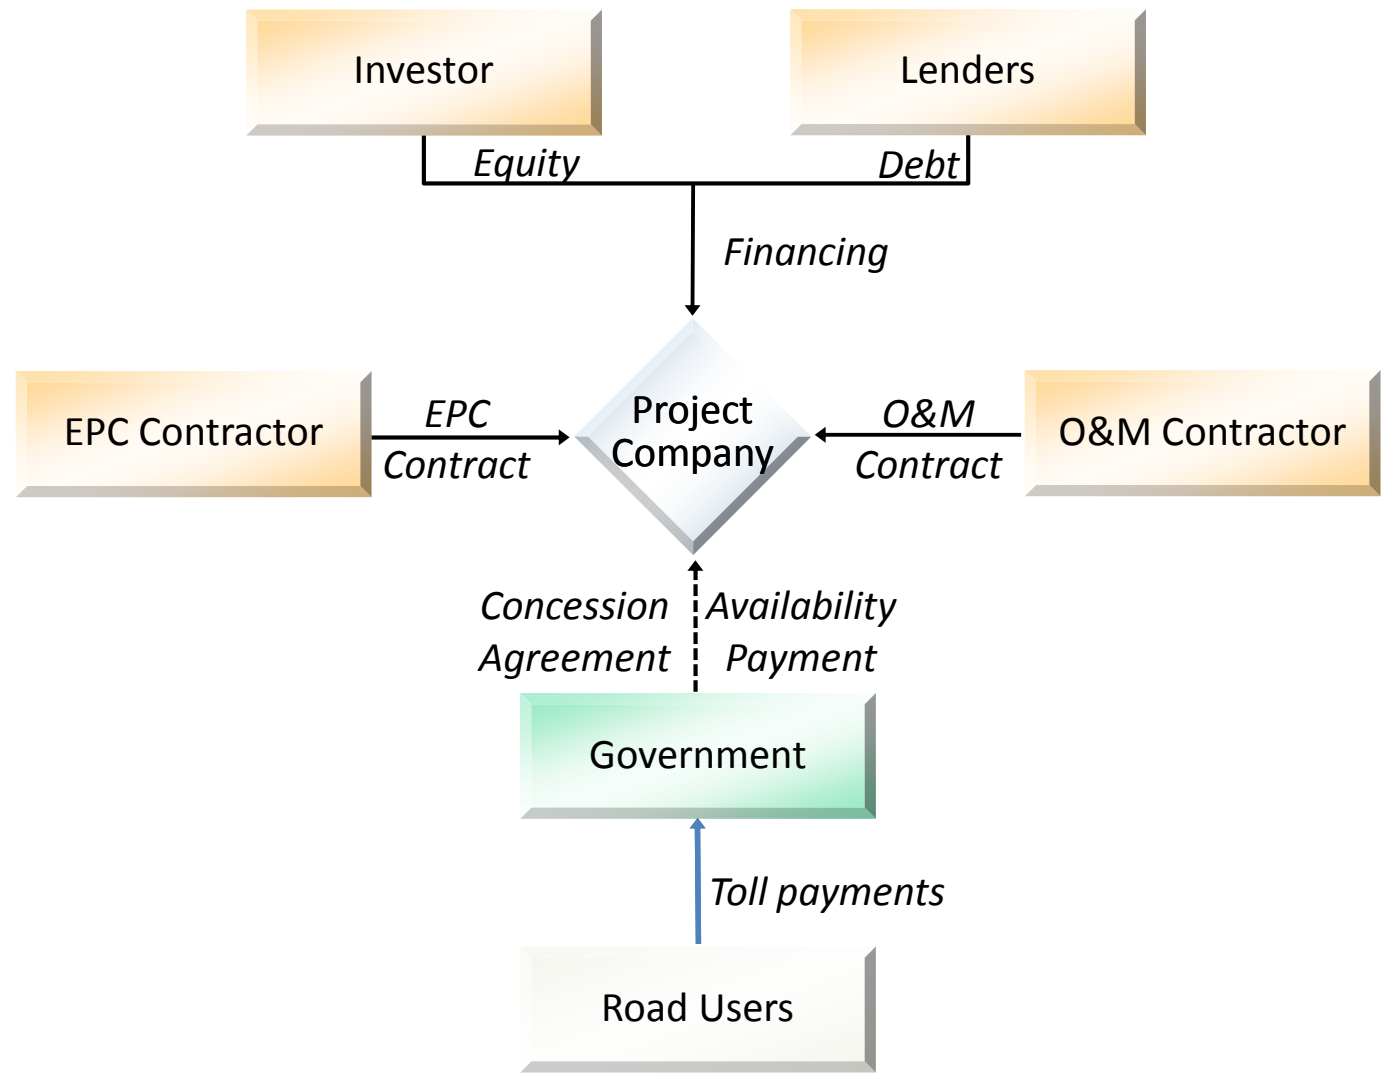 Investor
Lenders
Equity
Debt
Financing
EPC Contractor
EPC
Contract
Project
Company
O&M
Contract
O&M Contractor
Concession
Agreement
Availability
Payment
Government
Toll payments
Road Users